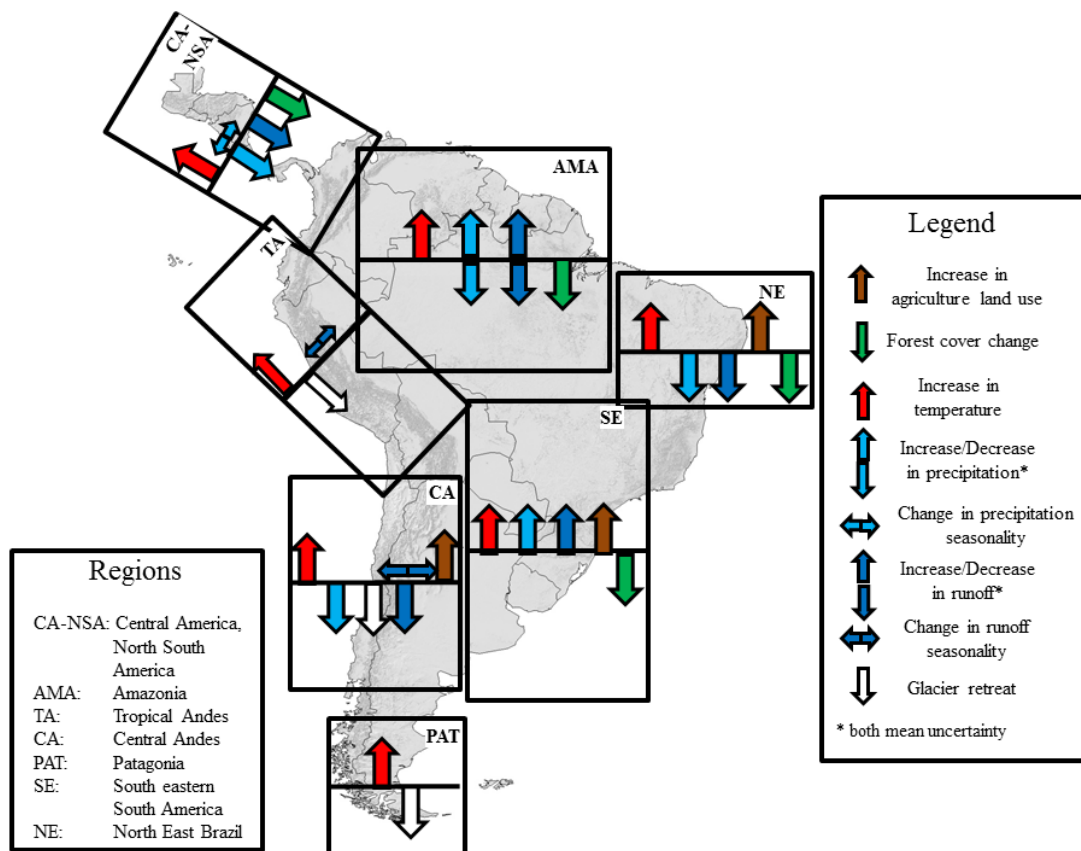 CA-
NSA
AMA
TA
NE
SE
CA
PAT
Regions
CA-NSA: Central America,
North South
America
AMA: Amazonia
TA: Tropical Andes
CA: Central Andes
PAT: Patagonia
SE: South eastern
South America
NE: North East Brazil
Legend
Increase in
agriculture land use
Forest cover change
Increase in
temperature
Increase/Decrease
in precipitation*
Change in precipitation
seasonality
Increase/Decrease
in runoff*
Change in runoff
seasonality
Glacier retreat
* both mean uncertainty